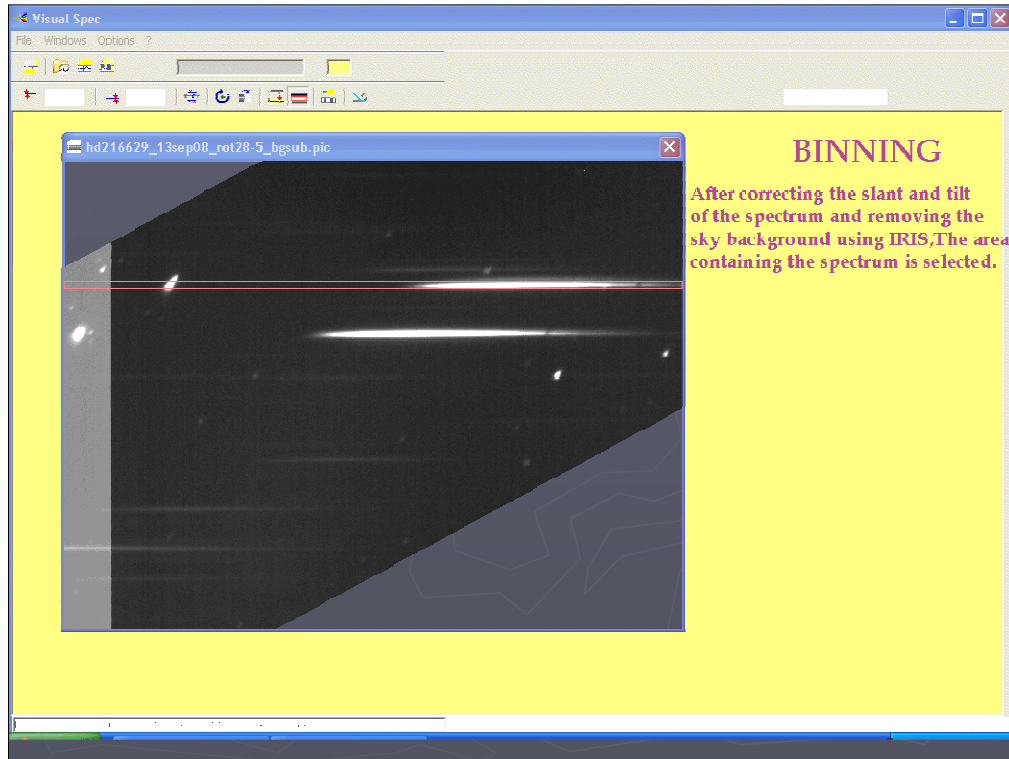 Visual Spec
File Windows Options ?
hd216629_13sep08_rot28-5_bgsub.pic
BINNING
After correcting the slant and tilt
of the spectrum and removing the
sky background using IRIS,The area
containing the spectrum is selected.